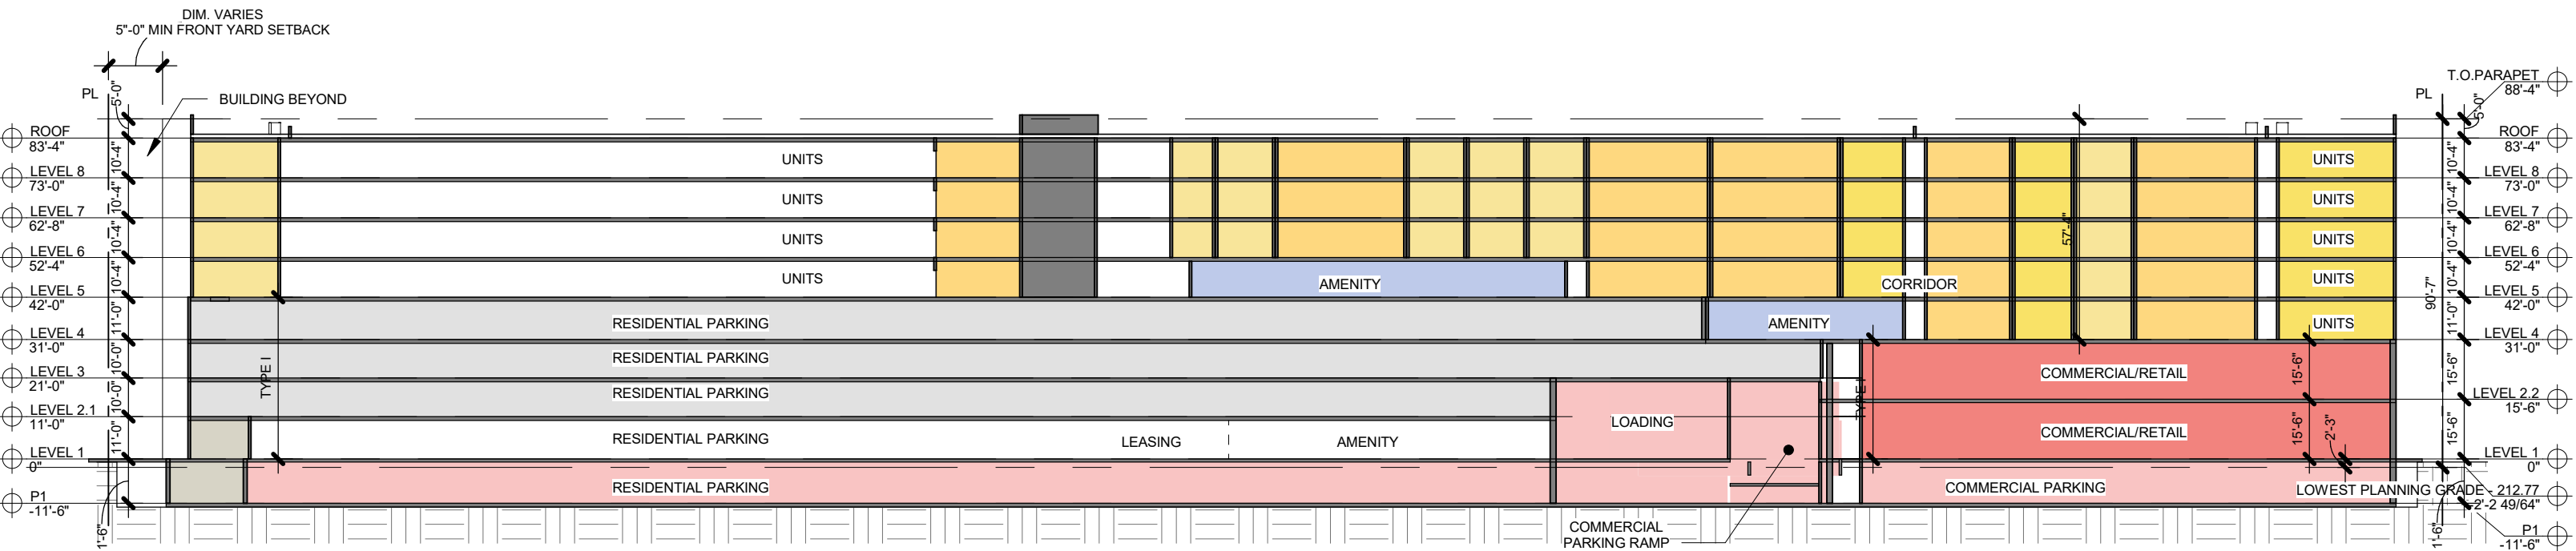 DIM. VARIES
5"-0" MIN FRONT YARD SETBACK
PL
5'-0"
BUILDING BEYOND
ROOF
83'-4"
10'-4"
LEVEL 8
73'-0"
10'-4"
LEVEL 7
62'-8"
10'-4"
LEVEL 6
52'-4"
10'-4"
LEVEL 5
42'-0"
11'-0"
LEVEL 4
31'-0"
10'-0"
LEVEL 3
21'-0"
10'-0"
LEVEL 2.1
11'-0"
11'-0"
LEVEL 1
0"
P1
-11'-6"
1'-6"
TYPE I
UNITS
UNITS
UNITS
UNITS
RESIDENTIAL PARKING
RESIDENTIAL PARKING
RESIDENTIAL PARKING
RESIDENTIAL PARKING
RESIDENTIAL PARKING
LEASING
AMENITY
AMENITY
AMENITY
CORRIDOR
LOADING
TYPE I
COMMERCIAL
PARKING RAMP
57'-4"
UNITS
UNITS
UNITS
UNITS
UNITS
COMMERCIAL/RETAIL
COMMERCIAL/RETAIL
COMMERCIAL PARKING
15'-6"
15'-6"
2'-3"
PL
90'-7"
1'-6"
T.O.PARAPET
88'-4"
5'-0"
ROOF
83'-4"
10'-4"
LEVEL 8
73'-0"
10'-4"
LEVEL 7
62'-8"
10'-4"
LEVEL 6
52'-4"
10'-4"
LEVEL 5
42'-0"
11'-0"
LEVEL 4
31'-0"
15'-6"
LEVEL 2.2
15'-6"
15'-6"
LEVEL 1
0"
LOWEST PLANNING GRADE - 212.77
-2'-2 49/64"
P1
-11'-6"